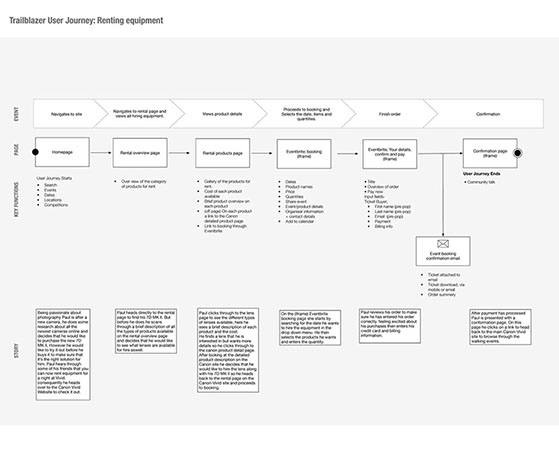 Trailblazer User Journey: Renting equipment
EVENT
Navigates to site
Navigates to rental page and
views all hiring equipment.
Views product details
Proceeds to booking and
Selects the date, items and
quantities.
Finish order
Confirmation
PAGE
Homepage
Rental overview page
Rental products page
Eventbrite: booking
(Iframe)
Eventbrite: Your details,
confirm and pay
(Iframe)
Confirmation page
(Iframe)
KEY FUNCTIONS
User Journey Starts
• Search
• Events
• Dates
• Locations
• Competitions
• Over view of the category
of products for rent
• Gallery of the products for
rent
• Cost of each product
available
• Brief product overview on
each product
• (off page) On each product
a link to the Canon
detailed product page
• Link to booking through
Eventbrite
• Dates
• Product names
• Price
• Quantities
• Share event
• Event/product details
• Organiser information
+ contact details
• Add to calendar
• Title
• Overview of order
• Pay now
Input fields:
Ticket Buyer;
• First name (pre-pop)
• Last name (pre-pop)
• Email (pre-pop)
• Payment
• Billing info
User Journey Ends
• Community talk
Event booking
confirmation email
• Ticket attached to
email
• Ticket download, via
mobile or email
• Order summary
STORY
Being passionate about
photography Paul is after a
new camera, he does some
research about all the
newest cameras online and
decides that he would like
to purchase the new 7D
MK II. However he would
like to try it out before he
buys it to make sure that
it's the right solution for
him. Paul hears through
some of his friends that you
can now rent equipment for
a night at Vivid,
consequently he heads
over to the Canon Vivid
Website to check it out.
Paul heads directly to the rental
page to find his 7D MK II. But
before he does he scans
through a brief description of all
the types of products available
on the rental overview page
and decides that he would like
to see what lenses are available
for hire aswell.
Paul clicks through to the lens
page to see the different types
of lenses available, here he
sees a brief description of each
product and the cost.
He finds a lens that he is
interested in but wants more
details so he clicks through to
the canon product detail page.
After looking at the detailed
product description on the
Canon site he decides that he
would like to hire the lens along
with his 7D MK II so he heads
back to the rental page on the
Canon Vivid site and proceeds
to booking.
On the (Iframe) Eventbrite
booking page she starts by
searching for the date he wants
to hire the equipment in the
drop down menu. He then
selects the products he wants
and enters the quantity.
Paul reviews his order to make
sure he has entered his order
correctly, feeling excited about
his purchases then enters his
credit card and billing
information.
After payment has processed
Paul is presented with a
confirmation page. On this
page he clicks on a link to head
back to the main Canon Vivid
site to browse through the
walking events.